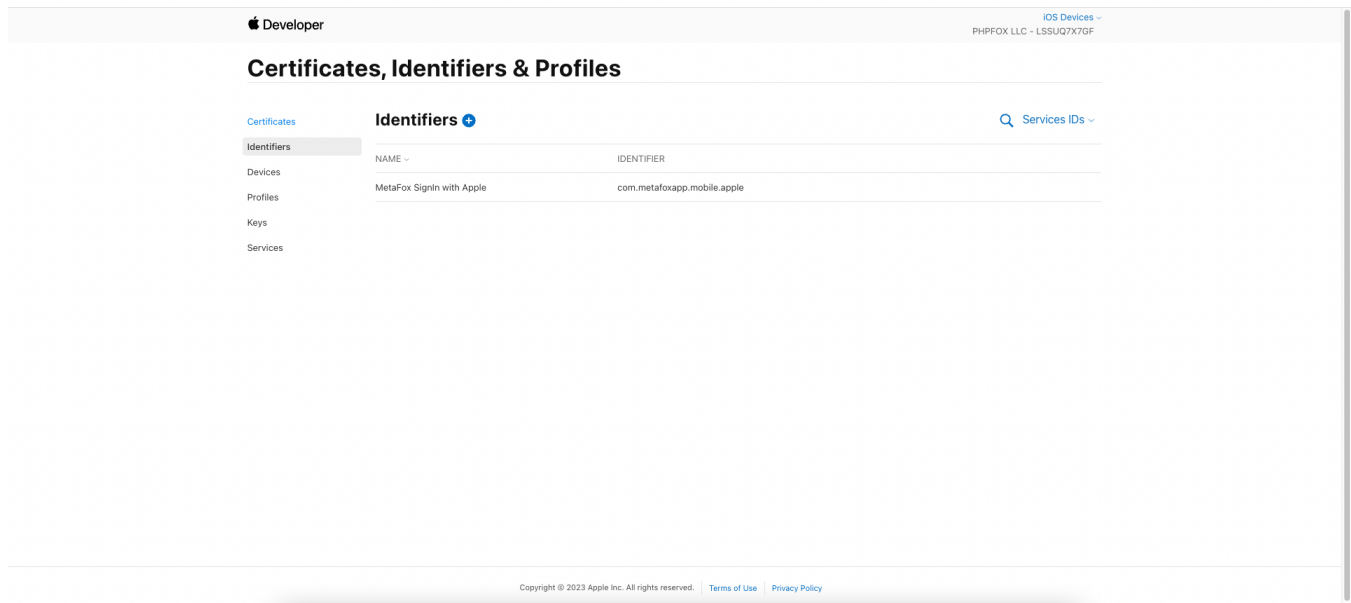 Developer
iOS Devices
PHPFOX LLC - LSSUQ7X7GF
Certificates, Identifiers & Profiles
Certificates
Identifiers
Devices
Profiles
Keys
Services
Identifiers
Services IDs
NAME IDENTIFIER
MetaFox SignIn with Apple com.metafoxapp.mobile.apple
Copyright © 2023 Apple Inc. All rights reserved. Terms of Use Privacy Policy